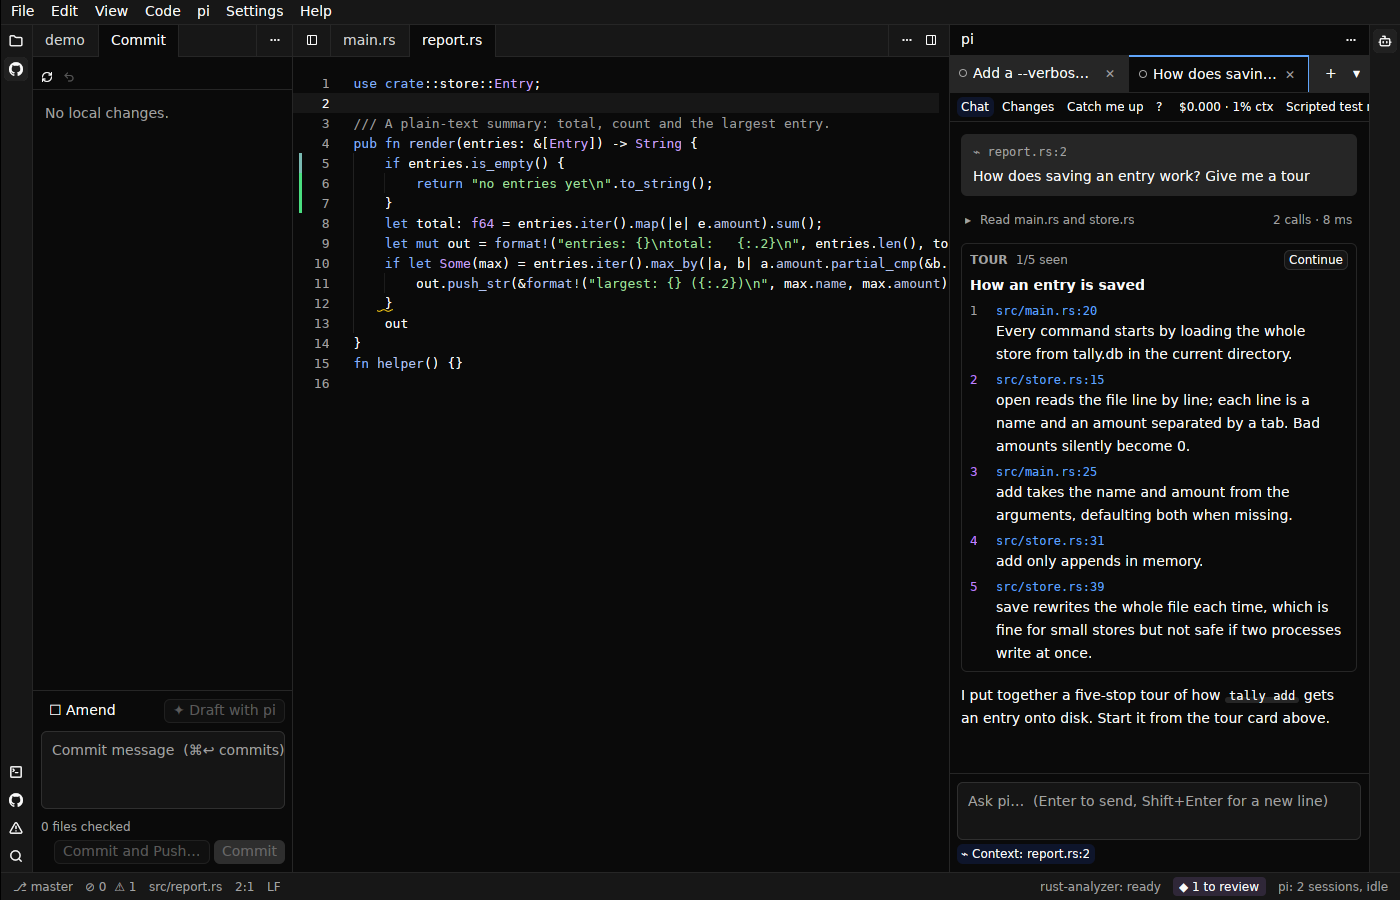 File Edit View Code pi Settings Help
demo Commit ···
main.rs report.rs ···
pi ···
Add a --verbos… × How does savin… × + ▾
Chat Changes Catch me up ? $0.000 · 1% ctx Scripted test r
No local changes.
1 use crate::store::Entry;
2
3 /// A plain-text summary: total, count and the largest entry.
4 pub fn render(entries: &[Entry]) -> String {
5 if entries.is_empty() {
6 return "no entries yet\n".to_string();
7 }
8 let total: f64 = entries.iter().map(|e| e.amount).sum();
9 let mut out = format!("entries: {}\ntotal:   {:.2}\n", entries.len(), to
10 if let Some(max) = entries.iter().max_by(|a, b| a.amount.partial_cmp(&b.
11 out.push_str(&format!("largest: {} ({:.2})\n", max.name, max.amount)
12 }
13 out
14 }
15 fn helper() {}
16
report.rs:2
How does saving an entry work? Give me a tour
▸ Read main.rs and store.rs 2 calls · 8 ms
TOUR 1/5 seen Continue
How an entry is saved
1 src/main.rs:20
Every command starts by loading the whole
store from tally.db in the current directory.
2 src/store.rs:15
open reads the file line by line; each line is a
name and an amount separated by a tab. Bad
amounts silently become 0.
3 src/main.rs:25
add takes the name and amount from the
arguments, defaulting both when missing.
4 src/store.rs:31
add only appends in memory.
5 src/store.rs:39
save rewrites the whole file each time, which is
fine for small stores but not safe if two processes
write at once.
I put together a five-stop tour of how tally add gets
an entry onto disk. Start it from the tour card above.
Amend ✦ Draft with pi
Commit message (⌘↩ commits)
0 files checked
Commit and Push… Commit
Ask pi… (Enter to send, Shift+Enter for a new line)
Context: report.rs:2
master 0 1 src/report.rs 2:1 LF
rust-analyzer: ready ◆ 1 to review pi: 2 sessions, idle